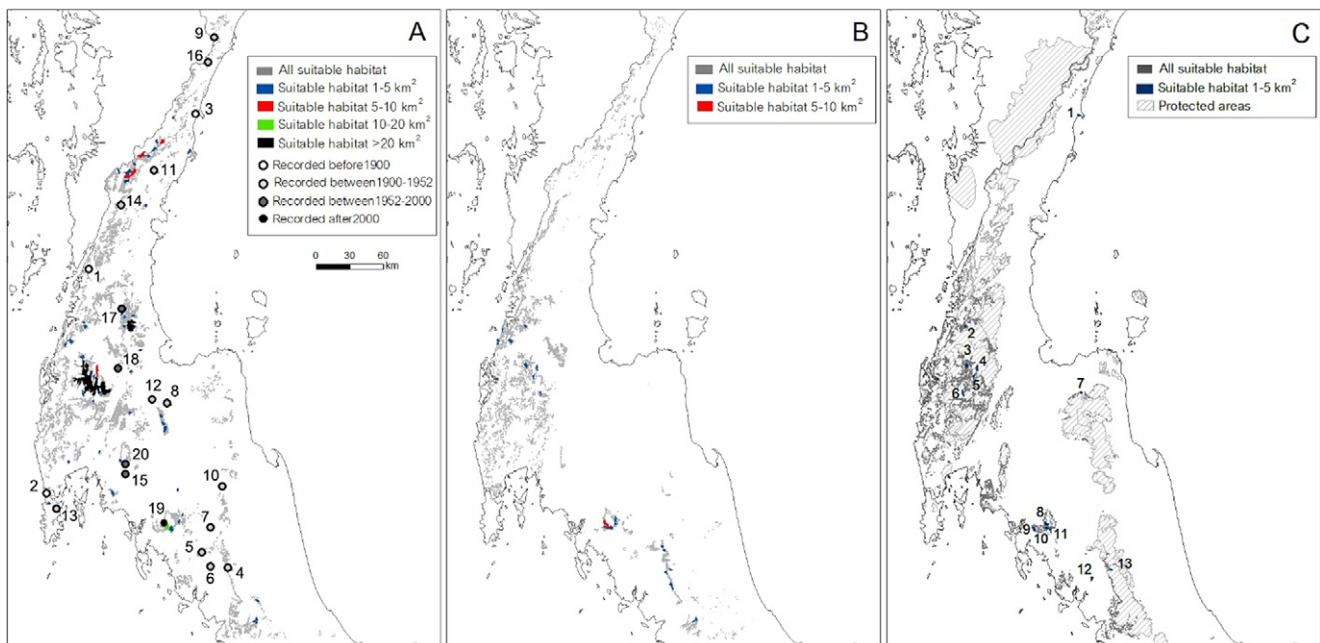 A
9
16
All suitable habitat
Suitable habitat 1-5 km²
Suitable habitat 5-10 km²
Suitable habitat 10-20 km²
Suitable habitat >20 km²
Recorded before1900
Recorded between1900-1952
Recorded between1952-2000
Recorded after2000
0 30 60
km
3
11
14
1
17
18
12 8
20
15
10
2
13
19
7
5
6 4
B
All suitable habitat
Suitable habitat 1-5 km²
Suitable habitat 5-10 km²
C
All suitable habitat
Suitable habitat 1-5 km²
Protected areas
1
2
3
4
5
6
7
8
9
10
11
12
13